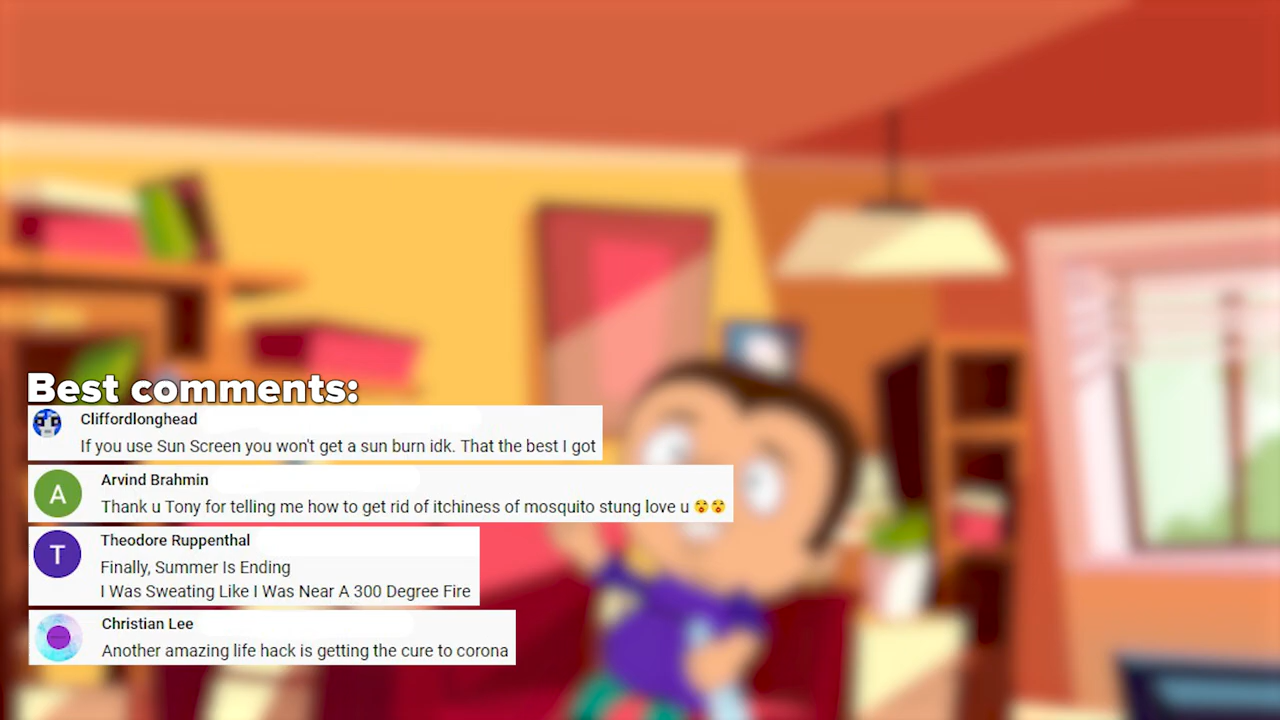 Best comments:
Cliffordlonghead
If you use Sun Screen you won't get a sun burn idk. That the best I got
A
Arvind Brahmin
Thank u Tony for telling me how to get rid of itchiness of mosquito stung love u 😵😵
T
Theodore Ruppenthal
Finally, Summer Is Ending
I Was Sweating Like I Was Near A 300 Degree Fire
Christian Lee
Another amazing life hack is getting the cure to corona